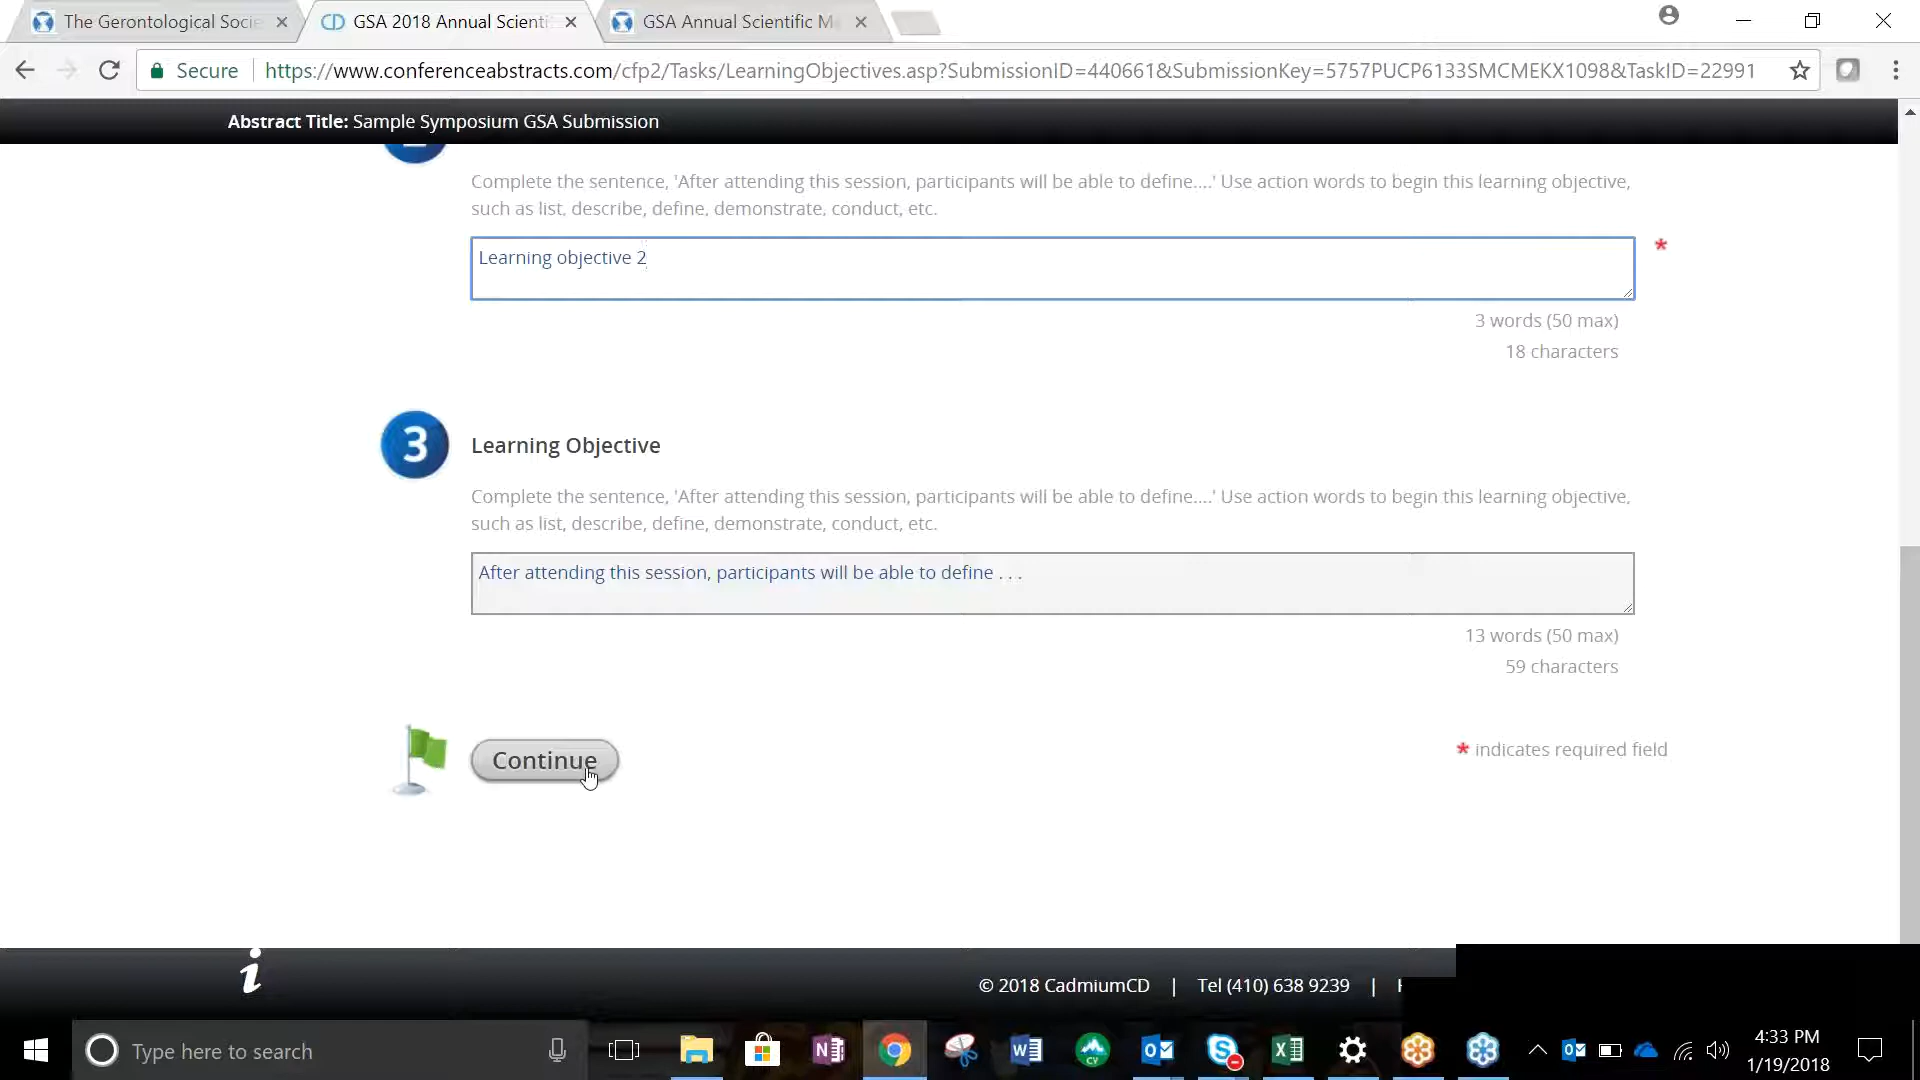 The Gerontological Socie
GSA 2018 Annual Scienti
GSA Annual Scientific M
Secure
https://www.conferenceabstracts.com/cfp2/Tasks/LearningObjectives.asp?SubmissionID=440661&SubmissionKey=5757PUCP6133SMCMEKX1098&TaskID=22991
Abstract Title: Sample Symposium GSA Submission
Complete the sentence, 'After attending this session, participants will be able to define....' Use action words to begin this learning objective,
such as list, describe, define, demonstrate, conduct, etc.
Learning objective 2
*
3 words (50 max)
18 characters
3
Learning Objective
Complete the sentence, 'After attending this session, participants will be able to define....' Use action words to begin this learning objective,
such as list, describe, define, demonstrate, conduct, etc.
After attending this session, participants will be able to define . . .
13 words (50 max)
59 characters
Continue
* indicates required field
© 2018 CadmiumCD | Tel (410) 638 9239 |
Type here to search
4:33 PM
1/19/2018